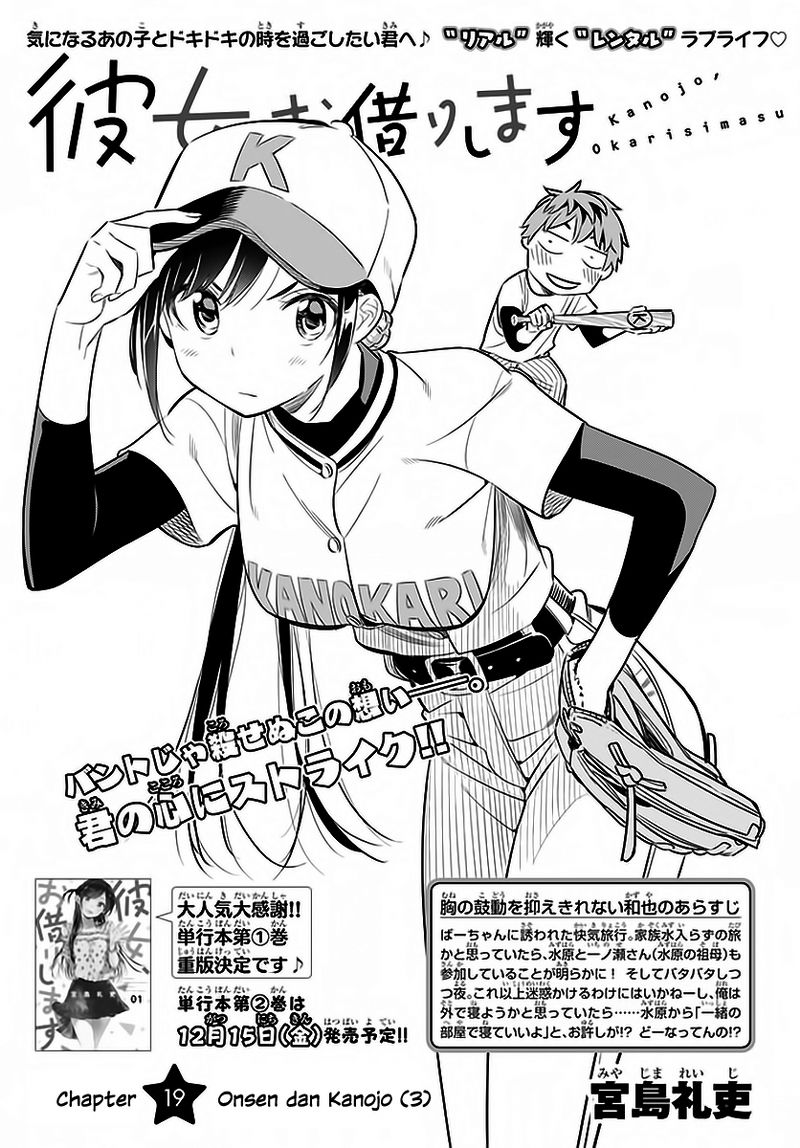 気になるあの子とドキドキの時を過ごしたい君へ♪ "リアル" 輝く "レンタル" ラブライフ♡
彼女、お借りします
Kanojo,
Okarisimasu
K
K
KANOKARI
バントじゃ殺せぬこの想い――
君の心にストライク!!
彼女、
お借りします
宮島礼吏
01
大人気大感謝!!
単行本第①巻
重版決定です♪
単行本第②巻は
12月15日(金)発売予定!!
胸の鼓動を抑えきれない和也のあらすじ
ばーちゃんに誘われた快気旅行。家族水入らずの旅
かと思っていたら、水原と一ノ瀬さん(水原の祖母)も
参加していることが明らかに! そしてバタバタしつ
つ夜。これ以上迷惑かけるわけにはいかねーし、俺は
外で寝ようかと思っていたら……水原から「一緒の
部屋で寝ていいよ」と、お許しが!? どーなってんの!?
Chapter 19 Onsen dan Kanojo (3)
宮島礼吏